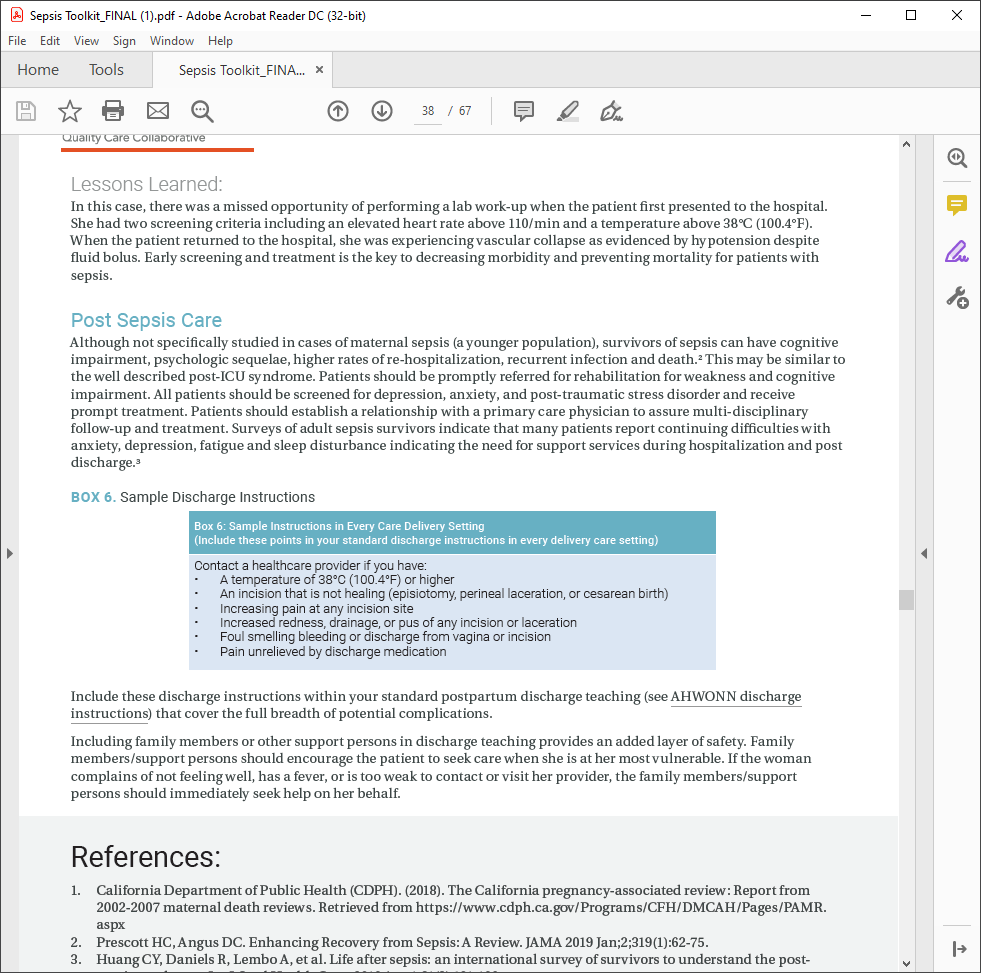 Sepsis Toolkit_FINAL (1).pdf - Adobe Acrobat Reader DC (32-bit)
File Edit View Sign Window Help
Home Tools Sepsis Toolkit_FINA... ×
38 / 67
Quality Care Collaborative
Lessons Learned:
In this case, there was a missed opportunity of performing a lab work-up when the patient first presented to the hospital.
She had two screening criteria including an elevated heart rate above 110/min and a temperature above 38°C (100.4°F).
When the patient returned to the hospital, she was experiencing vascular collapse as evidenced by hypotension despite
fluid bolus. Early screening and treatment is the key to decreasing morbidity and preventing mortality for patients with
sepsis.
Post Sepsis Care
Although not specifically studied in cases of maternal sepsis (a younger population), survivors of sepsis can have cognitive
impairment, psychologic sequelae, higher rates of re-hospitalization, recurrent infection and death.² This may be similar to
the well described post-ICU syndrome. Patients should be promptly referred for rehabilitation for weakness and cognitive
impairment. All patients should be screened for depression, anxiety, and post-traumatic stress disorder and receive
prompt treatment. Patients should establish a relationship with a primary care physician to assure multi-disciplinary
follow-up and treatment. Surveys of adult sepsis survivors indicate that many patients report continuing difficulties with
anxiety, depression, fatigue and sleep disturbance indicating the need for support services during hospitalization and post
discharge.³
BOX 6. Sample Discharge Instructions
Box 6: Sample Instructions in Every Care Delivery Setting
(Include these points in your standard discharge instructions in every delivery care setting)
Contact a healthcare provider if you have:
• A temperature of 38°C (100.4°F) or higher
• An incision that is not healing (episiotomy, perineal laceration, or cesarean birth)
• Increasing pain at any incision site
• Increased redness, drainage, or pus of any incision or laceration
• Foul smelling bleeding or discharge from vagina or incision
• Pain unrelieved by discharge medication
Include these discharge instructions within your standard postpartum discharge teaching (see AHWONN discharge
instructions) that cover the full breadth of potential complications.
Including family members or other support persons in discharge teaching provides an added layer of safety. Family
members/support persons should encourage the patient to seek care when she is at her most vulnerable. If the woman
complains of not feeling well, has a fever, or is too weak to contact or visit her provider, the family members/support
persons should immediately seek help on her behalf.
References:
1. California Department of Public Health (CDPH). (2018). The California pregnancy-associated review: Report from
2002-2007 maternal death reviews. Retrieved from https://www.cdph.ca.gov/Programs/CFH/DMCAH/Pages/PAMR.
aspx
2. Prescott HC, Angus DC. Enhancing Recovery from Sepsis: A Review. JAMA 2019 Jan;2;319(1):62-75.
3. Huang CY, Daniels R, Lembo A, et al. Life after sepsis: an international survey of survivors to understand the post-